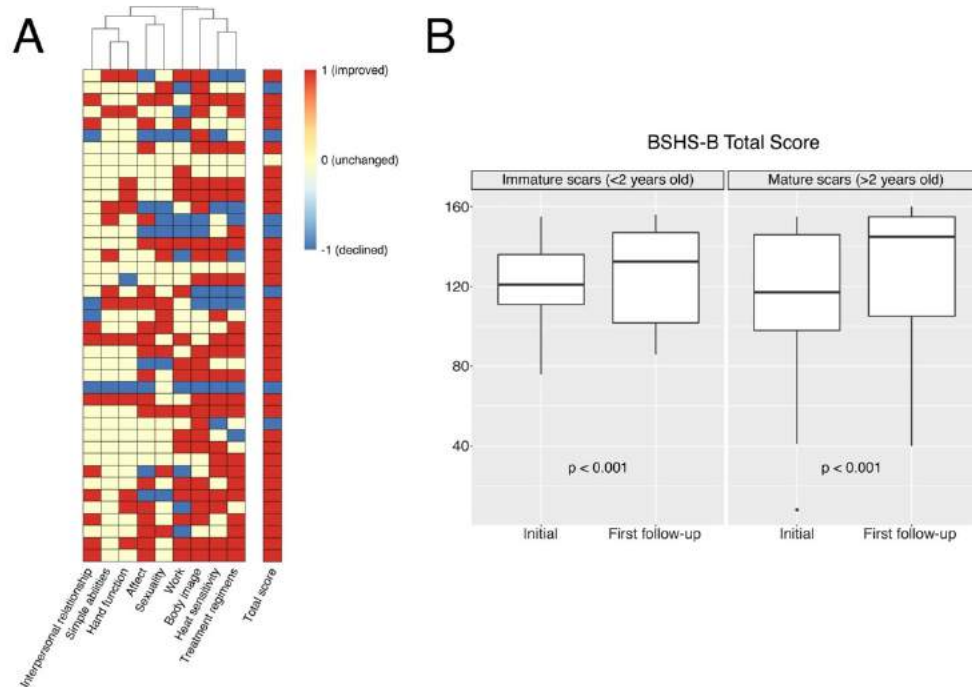 A
1 (improved)
0 (unchanged)
-1 (declined)
Interpersonal relationship
Simple abilities
Hand function
Affect
Sexuality
Work
Body image
Heat sensitivity
Treatment regimens
Total score
B
BSHS-B Total Score
Immature scars (<2 years old)
Mature scars (>2 years old)
160
120
80
40
p < 0.001
p < 0.001
Initial
First follow-up
Initial
First follow-up